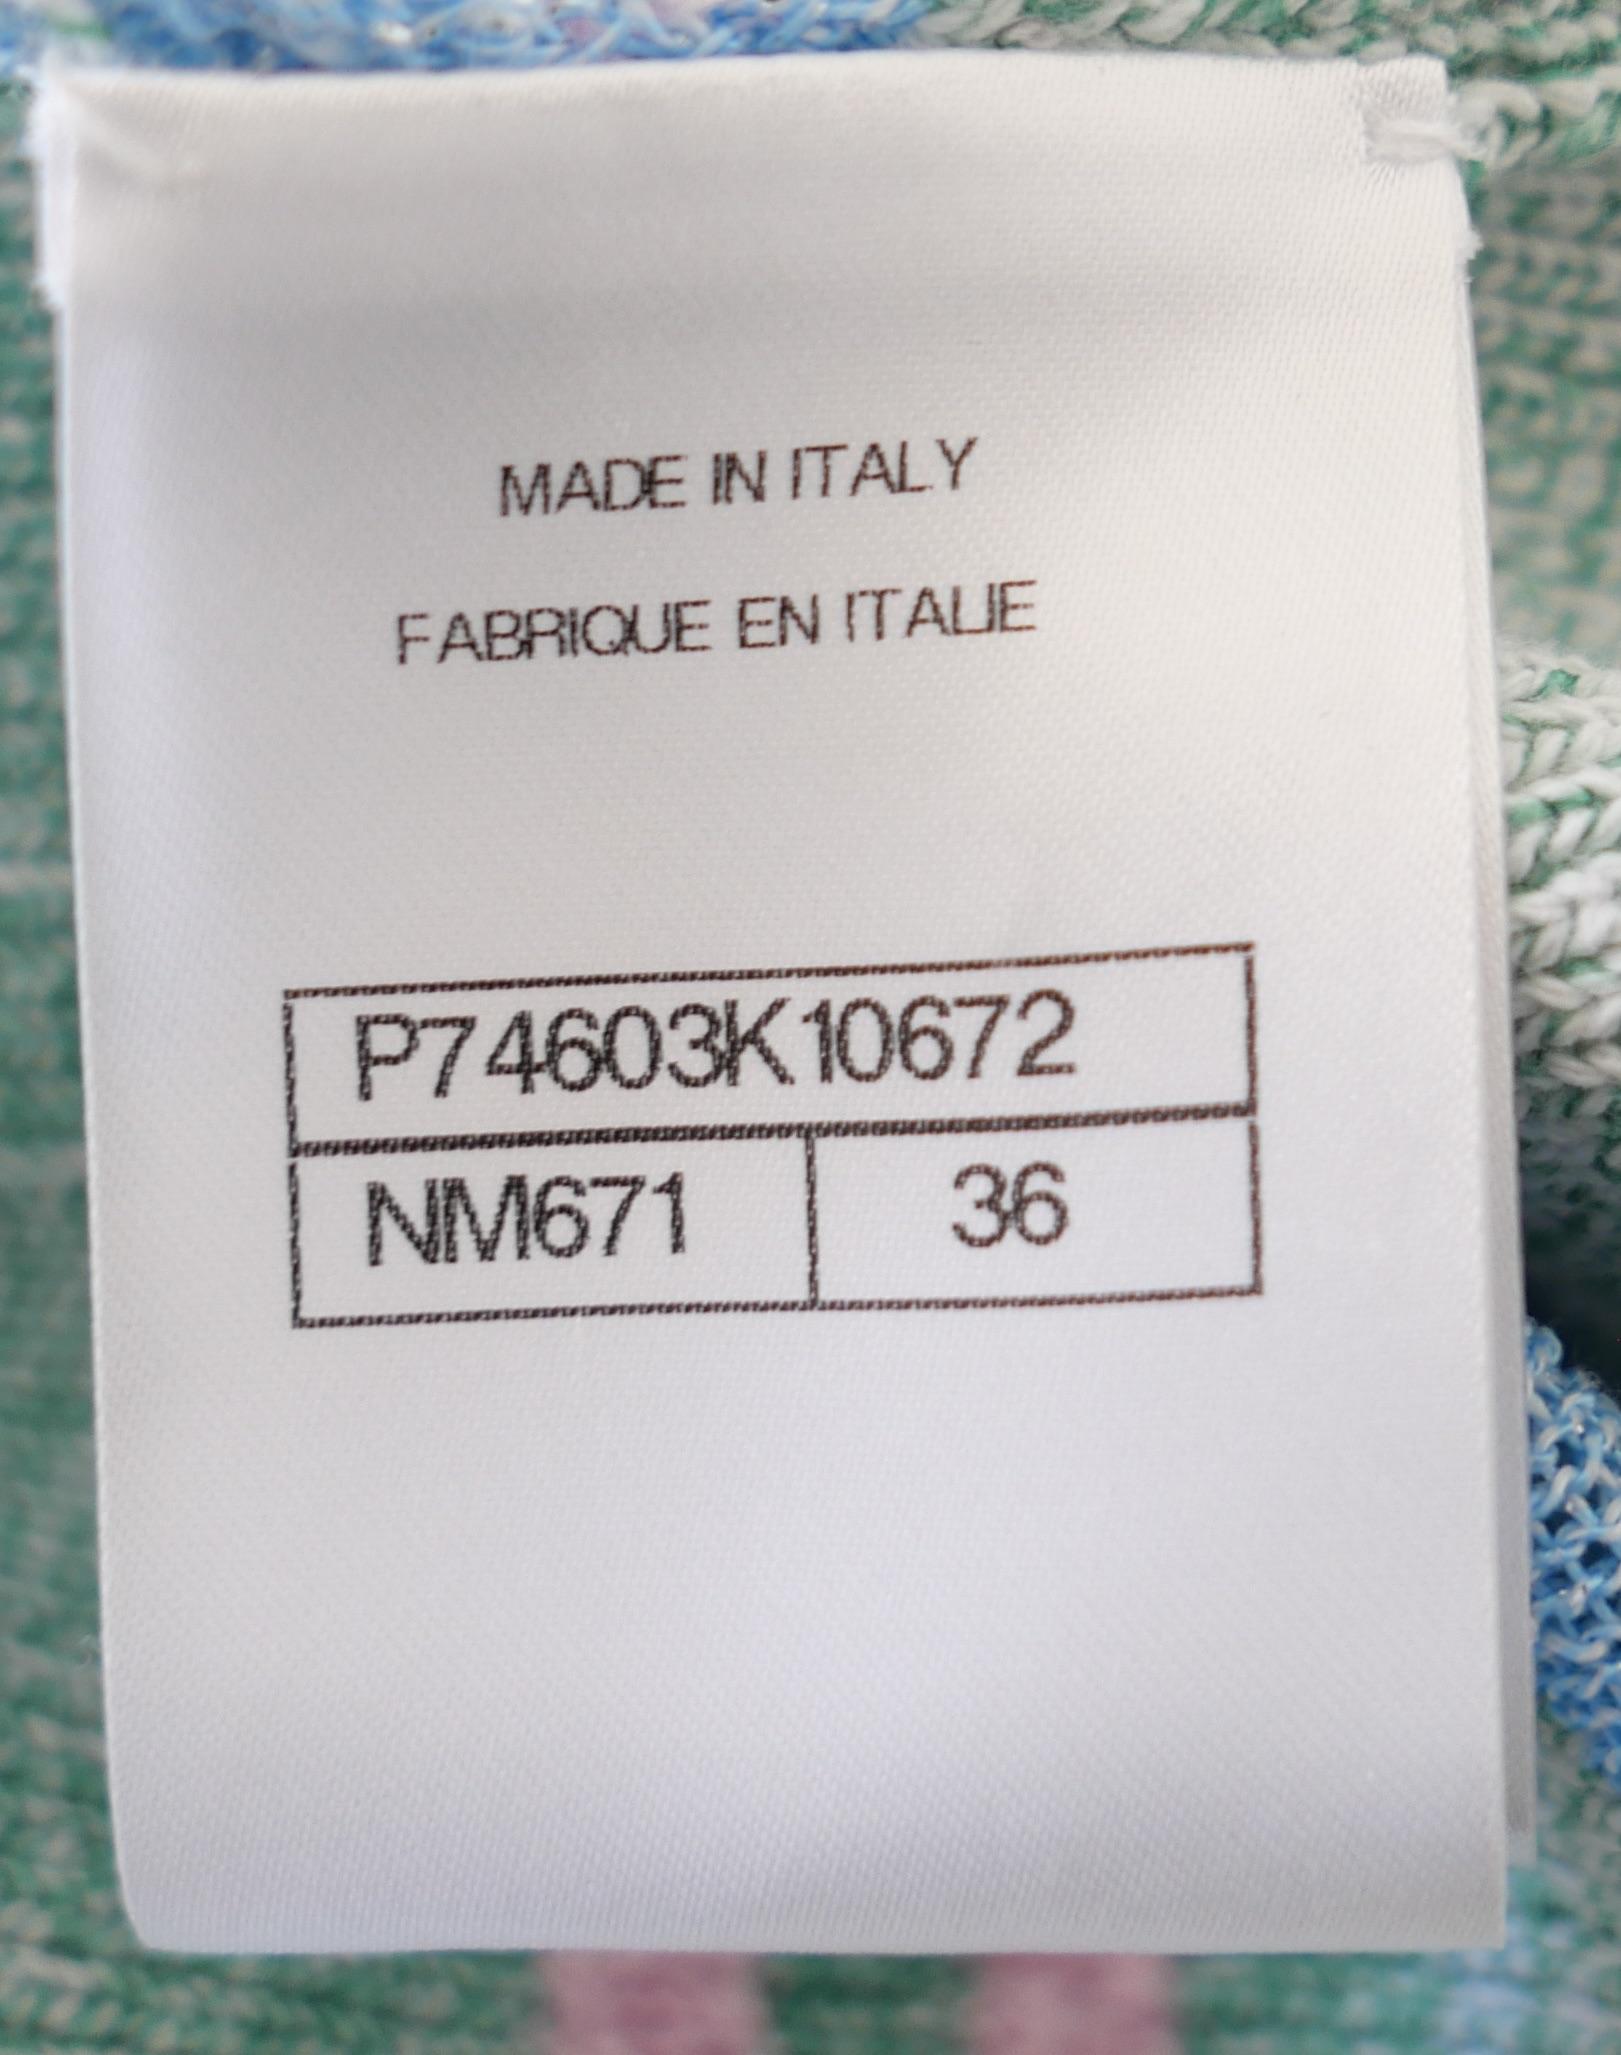 MADE IN ITALY
FABRIQUE EN ITALIE
P74603K10672
NM671 36